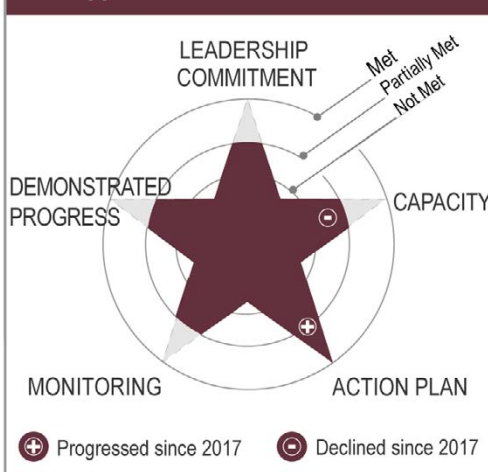 LEADERSHIP
COMMITMENT
Met
Partially Met
Not Met
DEMONSTRATED
PROGRESS
CAPACITY
MONITORING
ACTION PLAN
Progressed since 2017
Declined since 2017